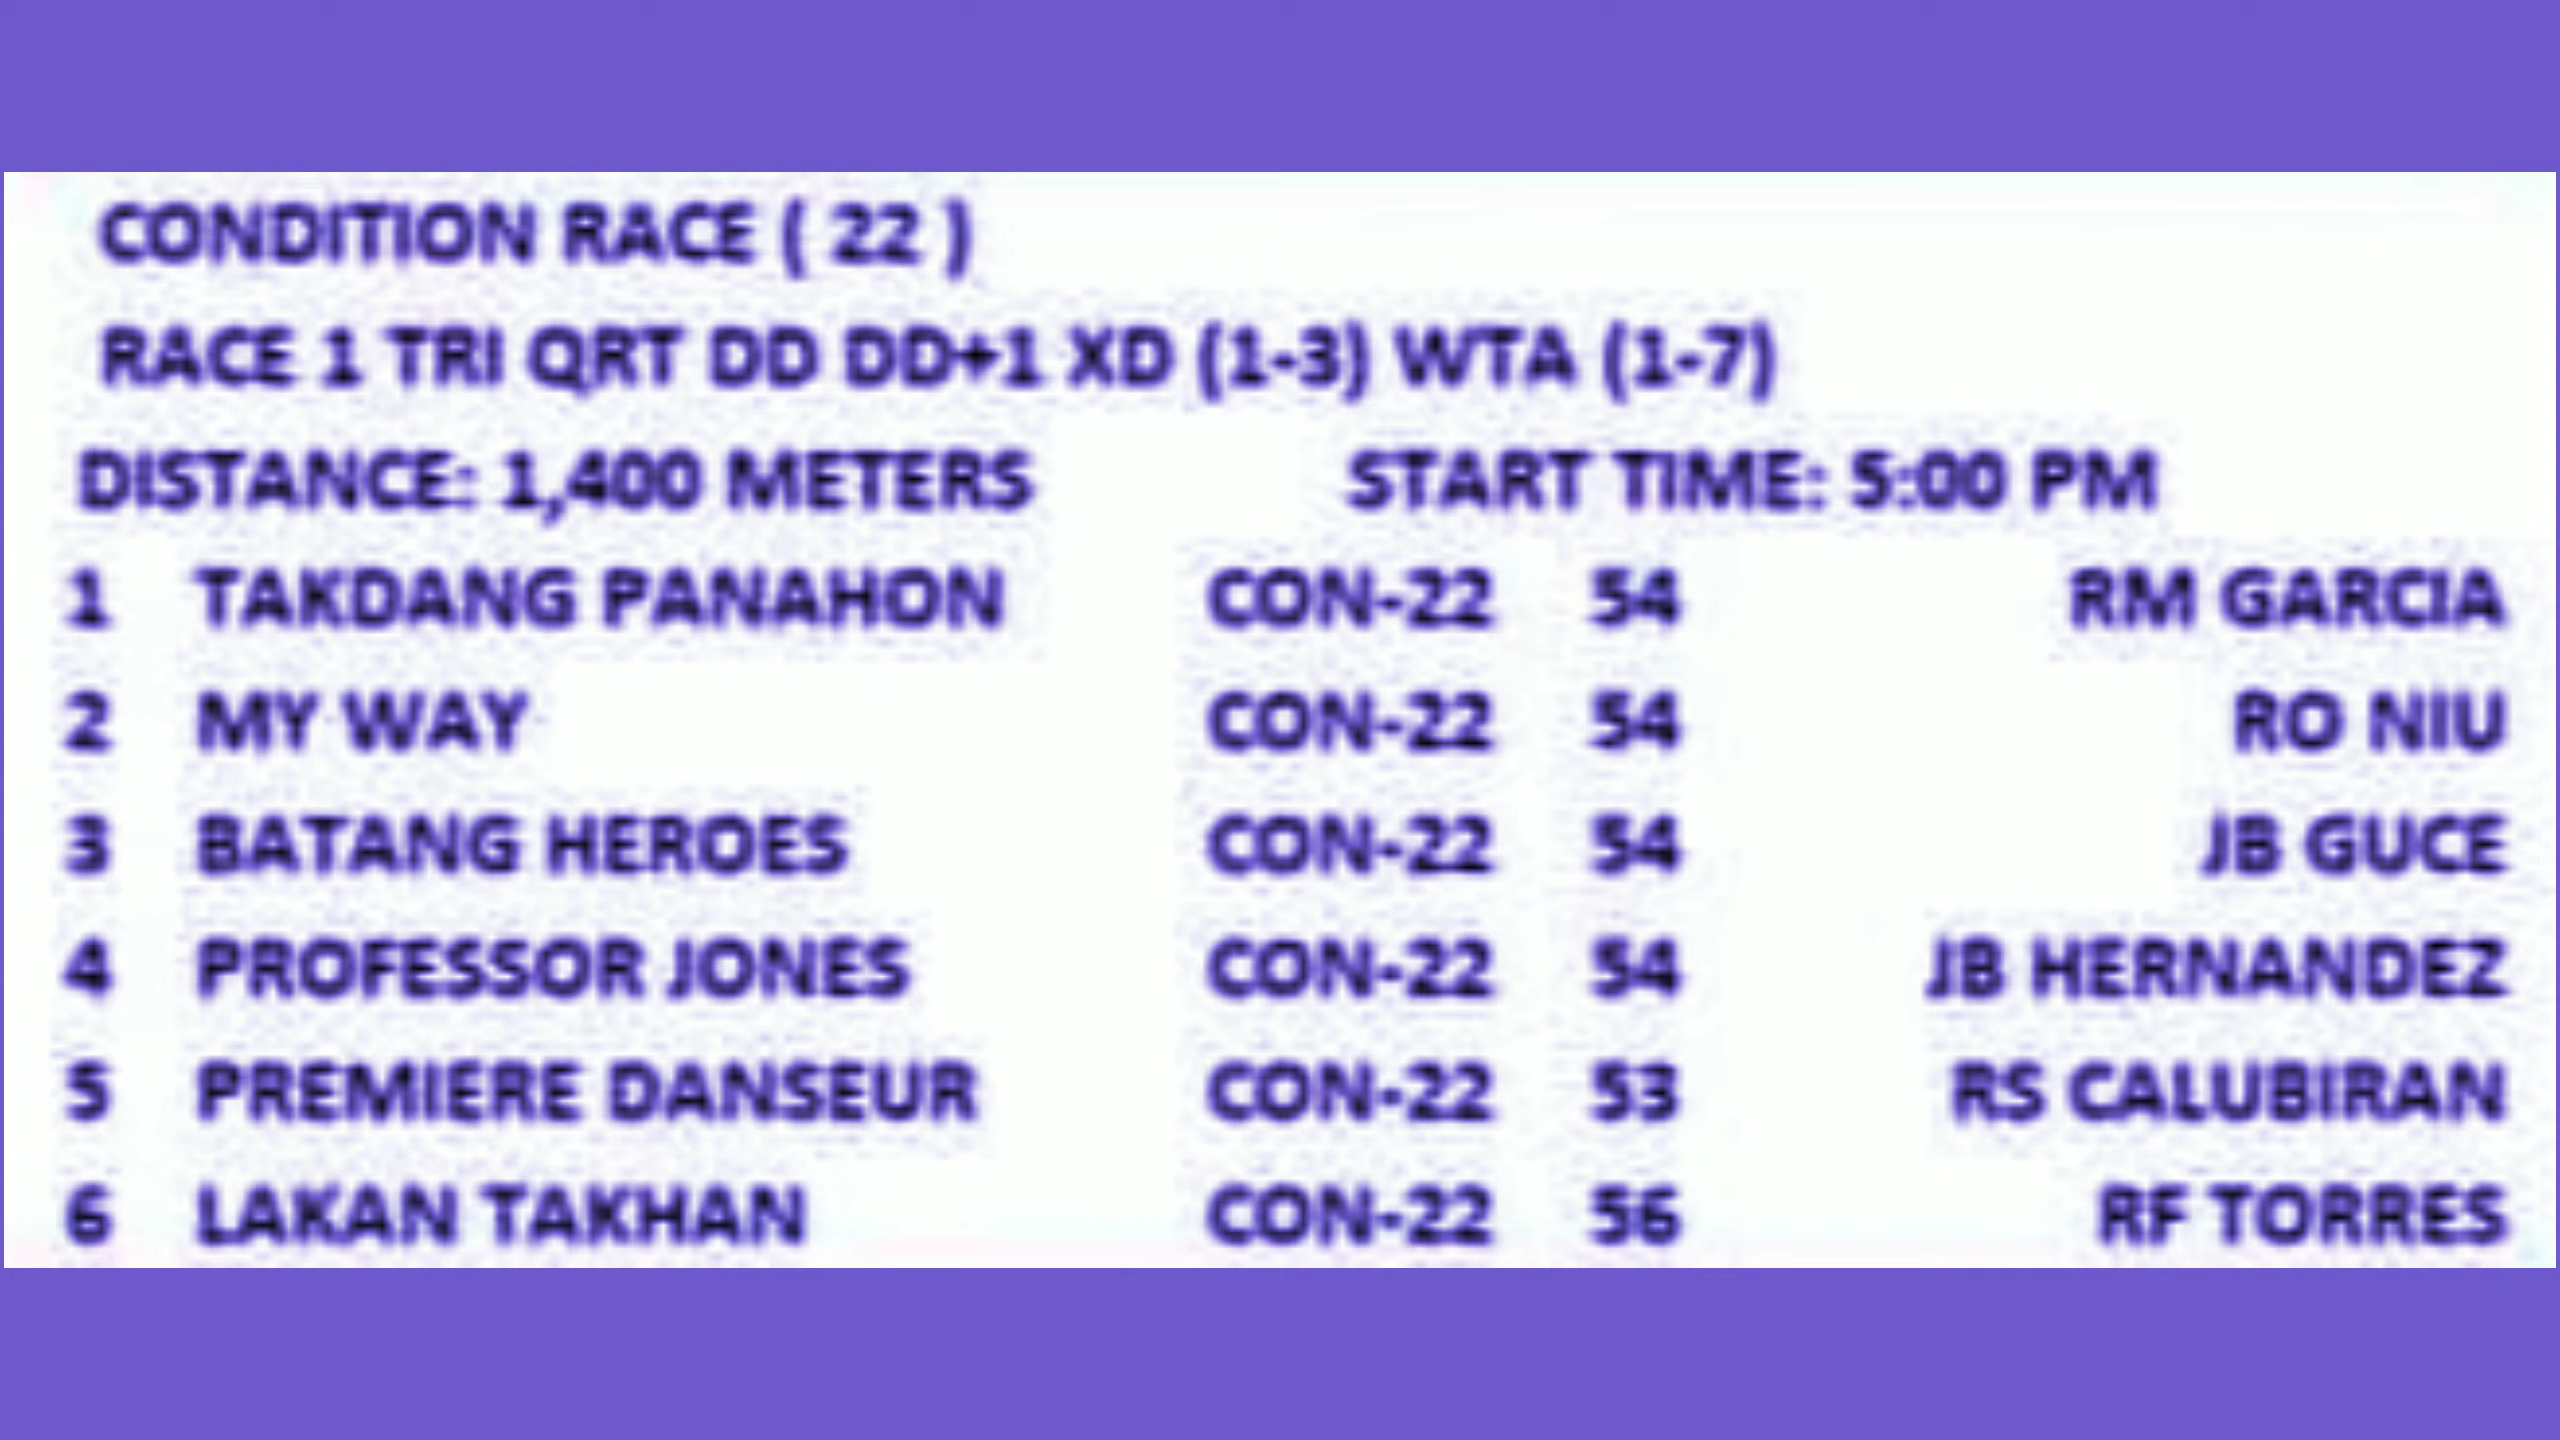 CONDITION RACE ( 22 )
RACE 1 TRI QRT DD DD+1 XD (1-3) WTA (1-7)
DISTANCE: 1,400 METERS START TIME: 5:00 PM
1 TAKDANG PANAHON CON-22 54 RM GARCIA
2 MY WAY CON-22 54 RO NIU
3 BATANG HEROES CON-22 54 JB GUCE
4 PROFESSOR JONES CON-22 54 JB HERNANDEZ
5 PREMIERE DANSEUR CON-22 53 RS CALUBIRAN
6 LAKAN TAKHAN CON-22 56 RF TORRES